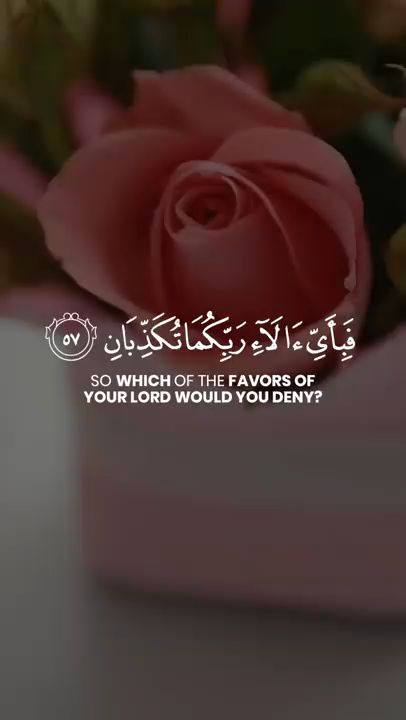 فَبِأَيِّ ءَالَآءِ رَبِّكُمَا تُكَذِّبَانِ ٥٧
SO WHICH OF THE FAVORS OF
YOUR LORD WOULD YOU DENY?